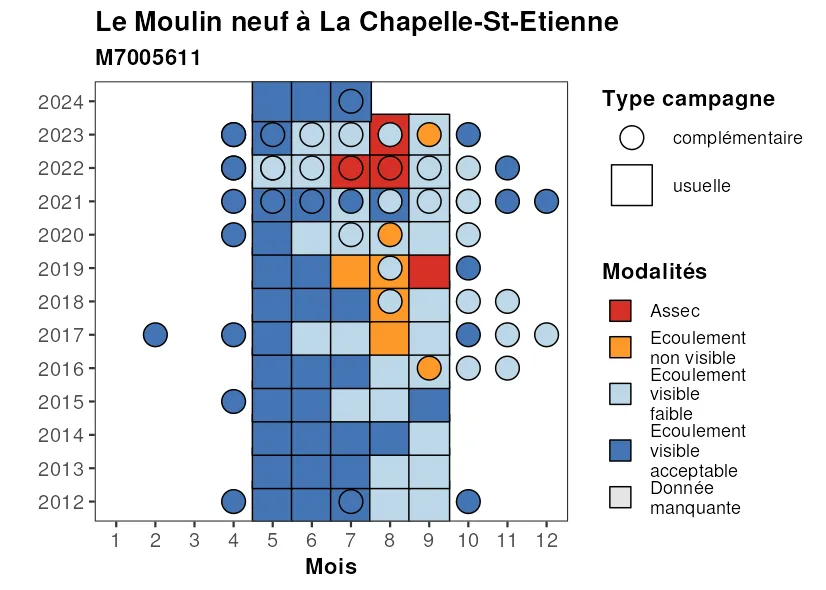 Le Moulin neuf à La Chapelle-St-Etienne
M7005611
2024
2023
2022
2021
2020
2019
2018
2017
2016
2015
2014
2013
2012
1 2 3 4 5 6 7 8 9 10 11 12
Mois
Type campagne
complémentaire
usuelle
Modalités
Assec
Ecoulement
non visible
Ecoulement
visible
faible
Ecoulement
visible
acceptable
Donnée
manquante